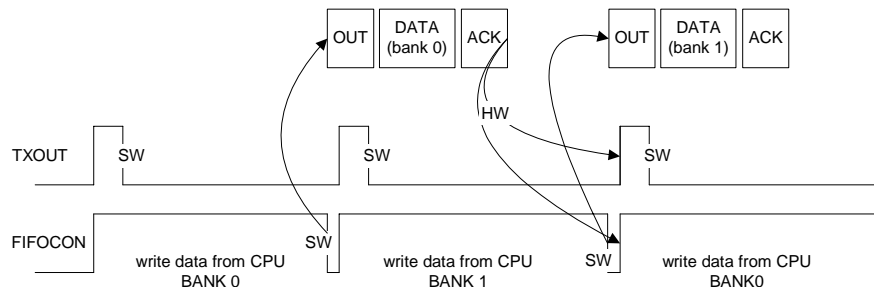 OUT DATA (bank 0) ACK OUT DATA (bank 1) ACK
HW
TXOUT SW SW SW
FIFOCON SW SW
write data from CPU write data from CPU write data from CPU
BANK 0 BANK 1 BANK0